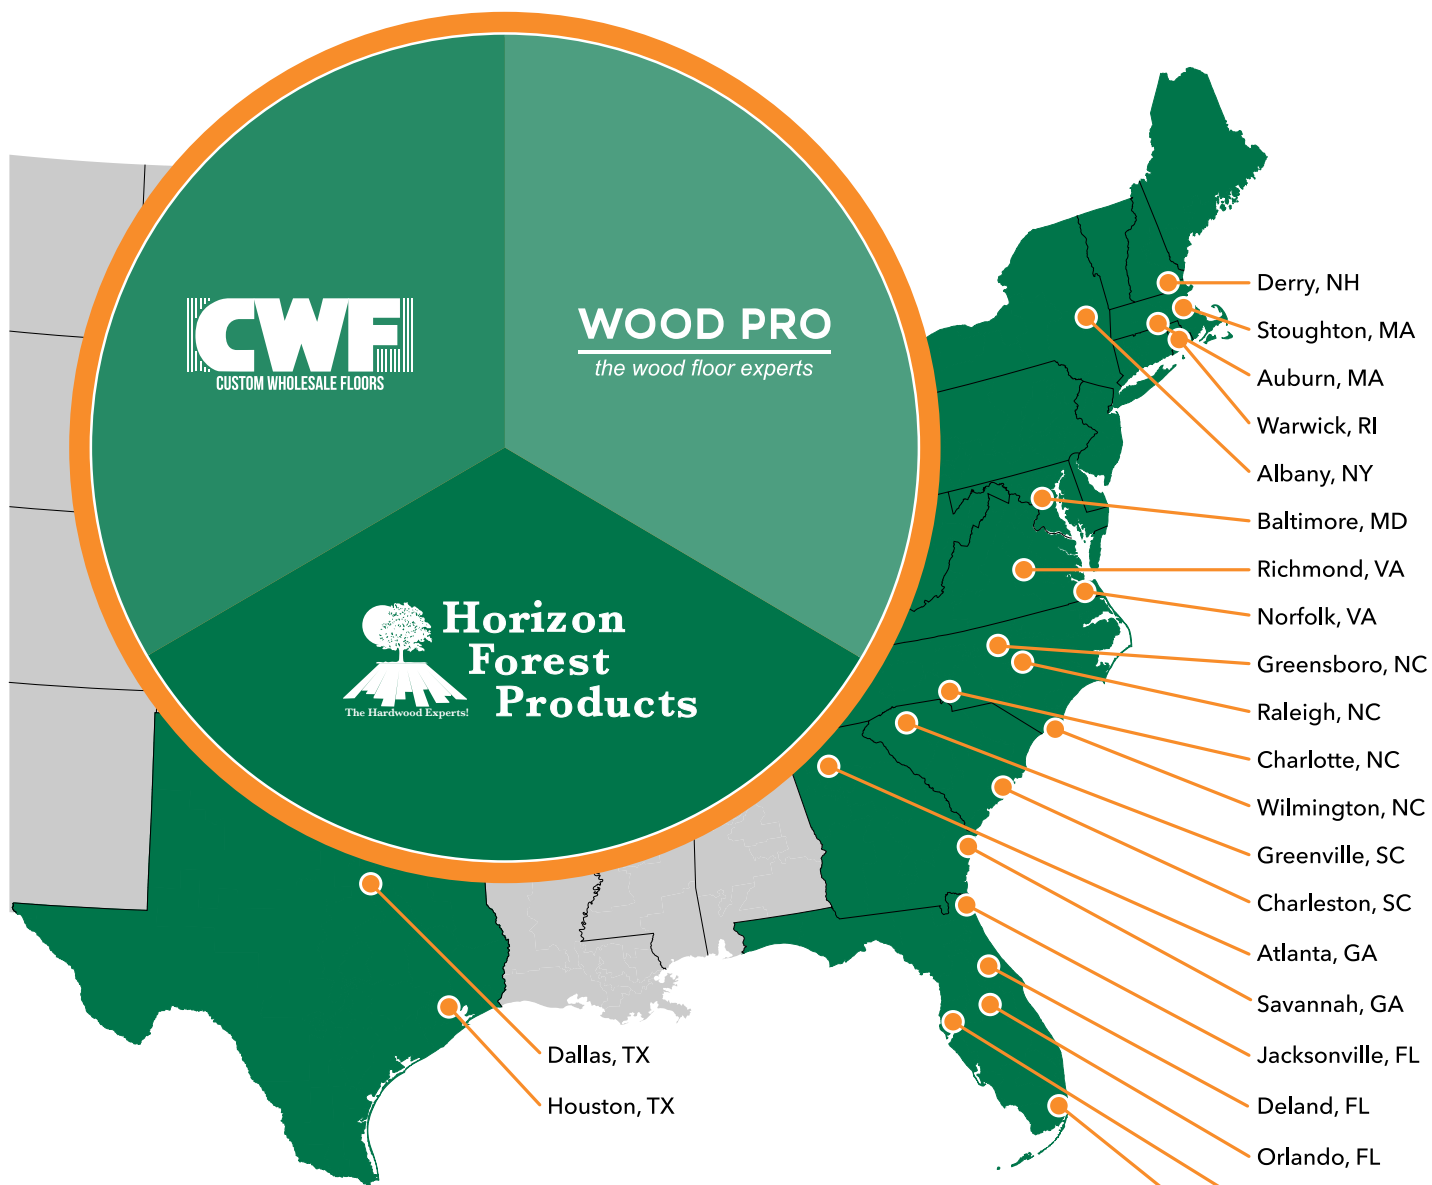 CWF
CUSTOM WHOLESALE FLOORS
WOOD PRO
the wood floor experts
Horizon
Forest
Products
The Hardwood Experts!
Derry, NH
Stoughton, MA
Auburn, MA
Warwick, RI
Albany, NY
Baltimore, MD
Richmond, VA
Norfolk, VA
Greensboro, NC
Raleigh, NC
Charlotte, NC
Wilmington, NC
Greenville, SC
Charleston, SC
Atlanta, GA
Savannah, GA
Jacksonville, FL
Deland, FL
Orlando, FL
Dallas, TX
Houston, TX